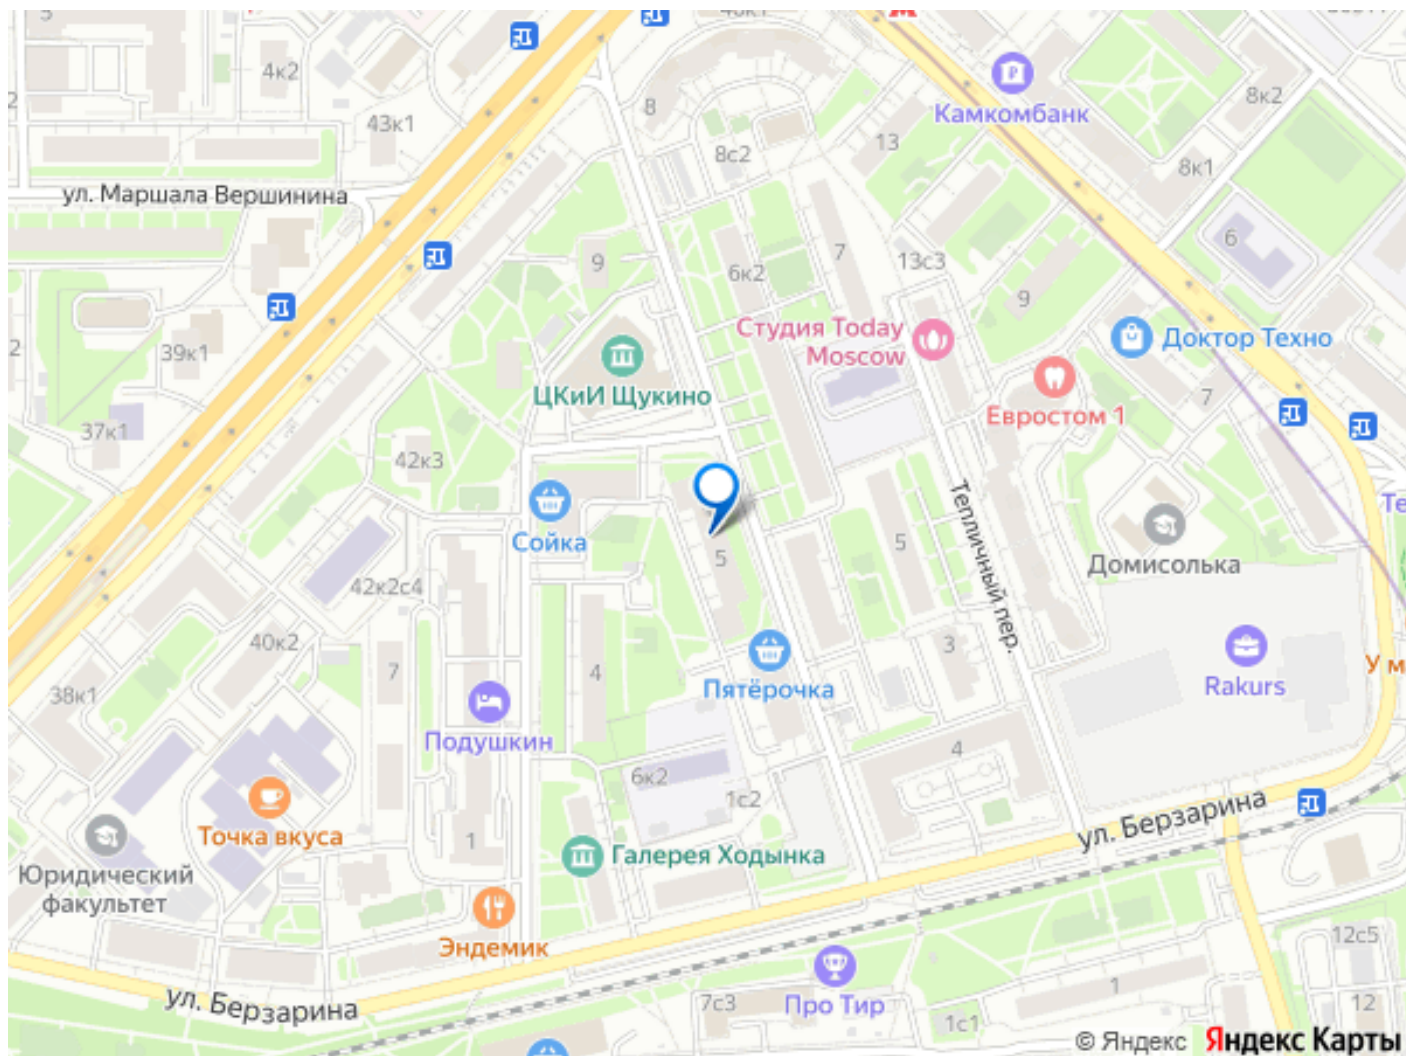 4к2
8
8к2
Камкомбанк
43к1
13
8с2
8к1
ул. Маршала Вершинина
6
7
9
13с3
6к2
9
Студия Today
Moscow
Доктор Техно
2
39к1
ЦКиИ Щукино
Евростом 1
7
37к1
42к3
Тепличный пер.
Сойка
5
5
Домисолька
42к2с4
40к2
3
7
4
38к1
Пятёрочка
Rakurs
У м
Подушкин
4
6к2
1с2
Точка вкуса
1
ул. Берзарина
Галерея Ходынка
Юридический
факультет
Эндемик
12с5
ул. Берзарина
7с3
Про Тир
1
1с1
12
© Яндекс Яндекс Карты